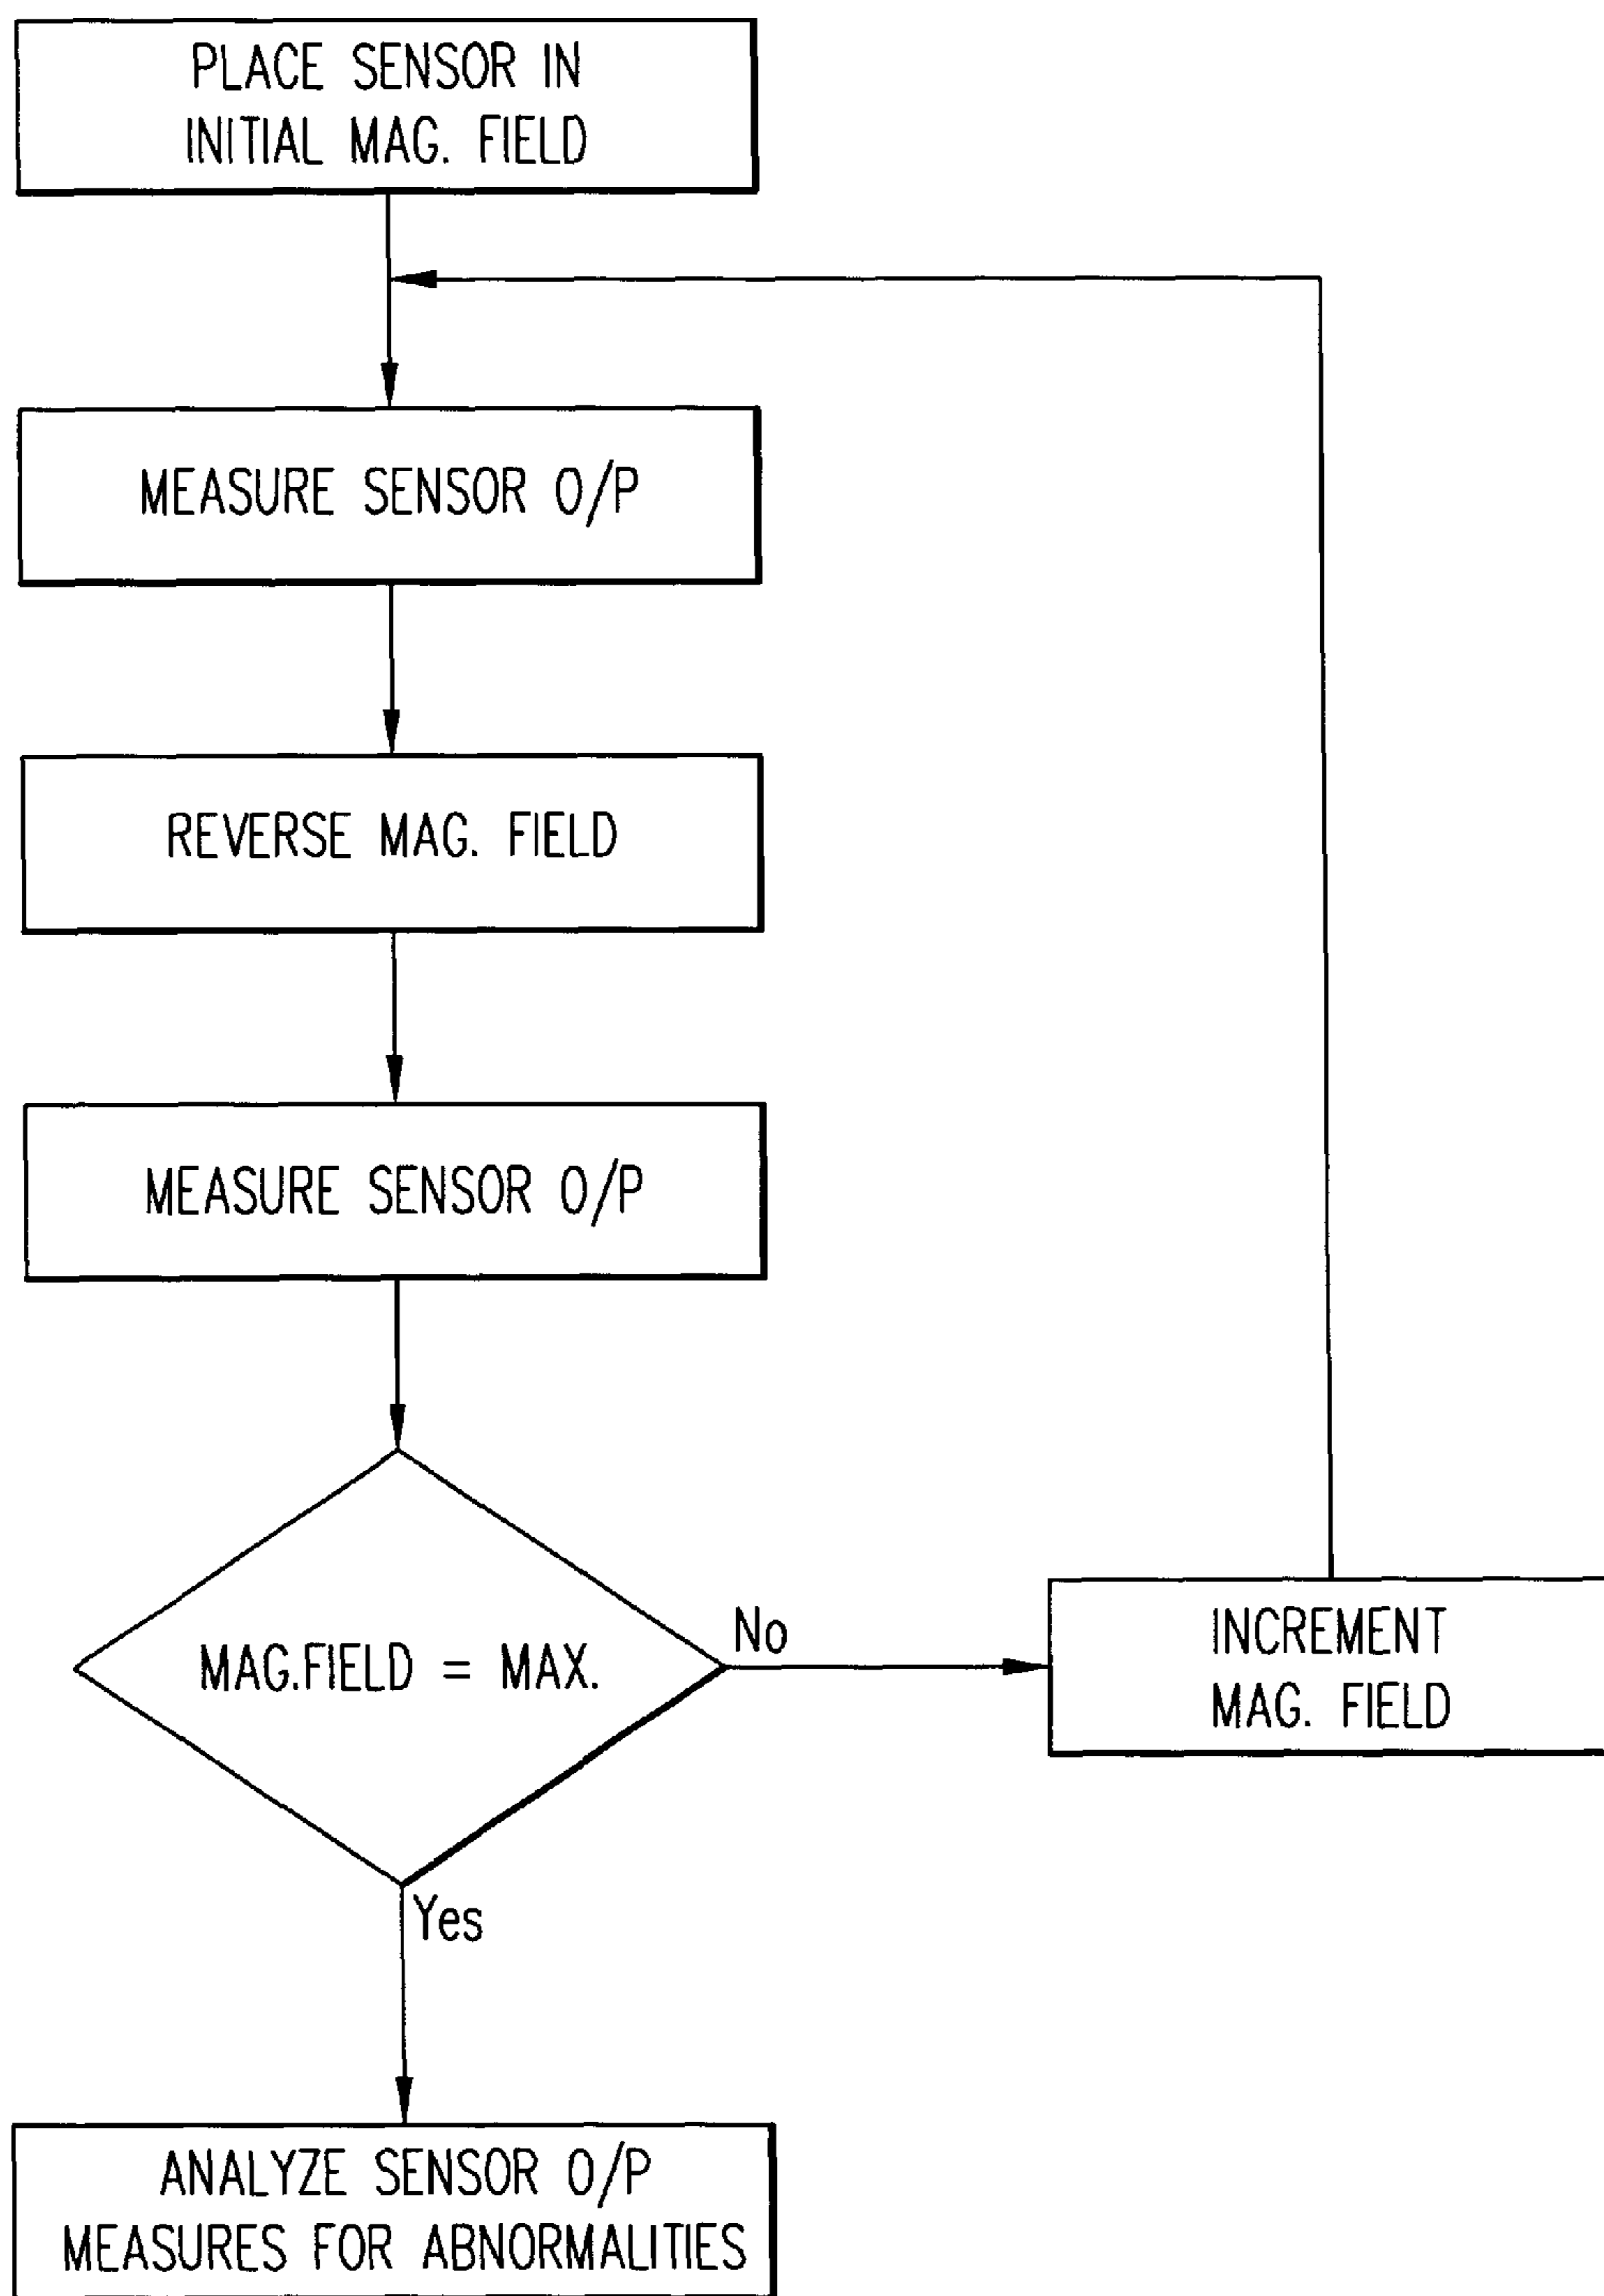 PLACE SENSOR IN
INITIAL MAG. FIELD
MEASURE SENSOR O/P
REVERSE MAG. FIELD
MEASURE SENSOR O/P
MAG.FIELD = MAX.
No
INCREMENT
MAG. FIELD
Yes
ANALYZE SENSOR O/P
MEASURES FOR ABNORMALITIES